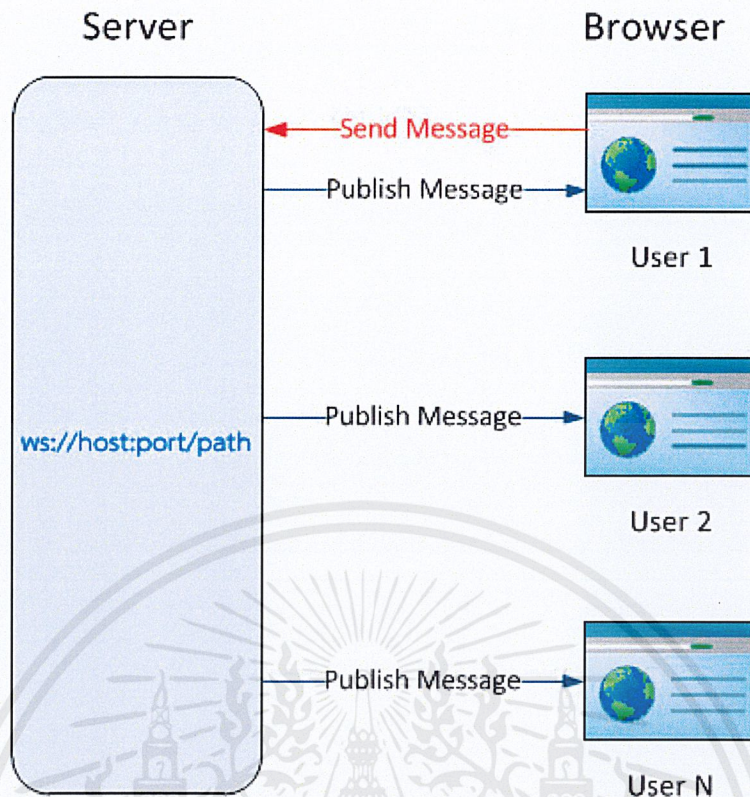 Server
Browser
Send Message
Publish Message
User 1
ws://host:port/path
Publish Message
User 2
Publish Message
User N